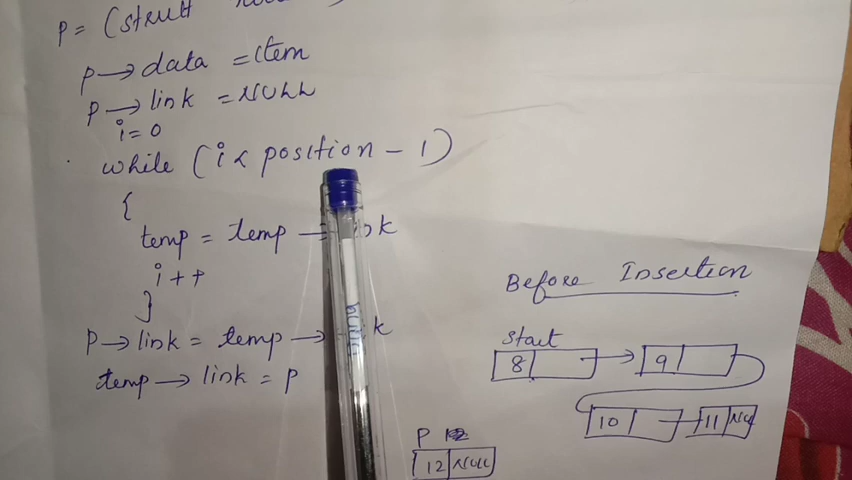 P = (struct
P → data = item
P → link = NULL
i = 0
while (i < position - 1)
{
temp = temp →
i++
}
P → link = temp →
temp → link = P
Before Insertion
Start
8 9
10 11
P
12 NULL